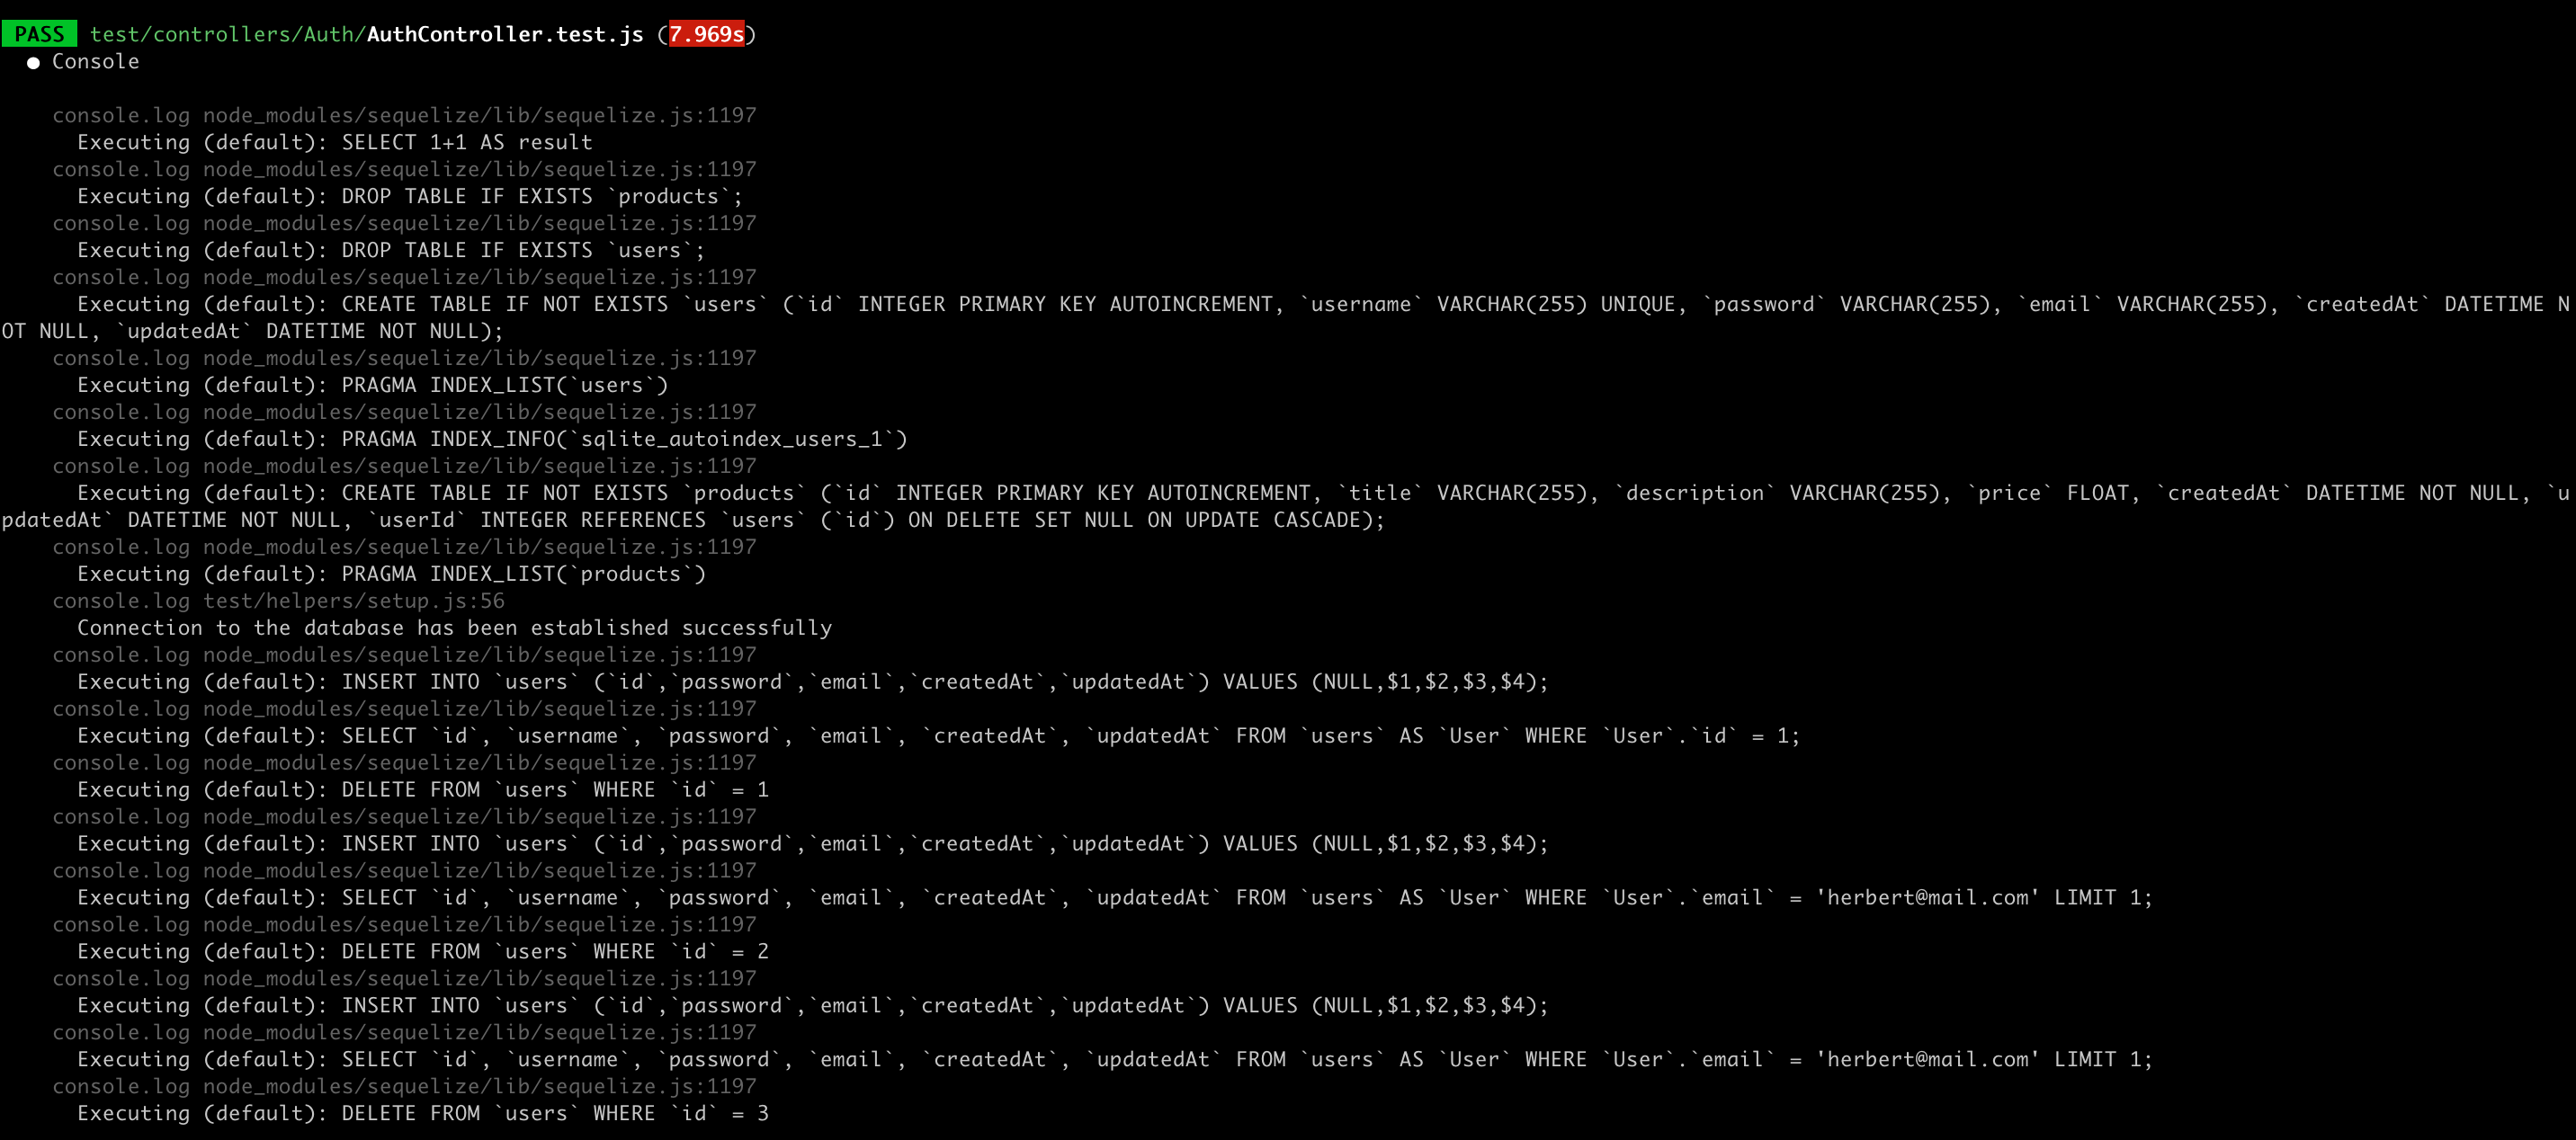 PASS test/controllers/Auth/AuthController.test.js (7.969s)
● Console
console.log node_modules/sequelize/lib/sequelize.js:1197
Executing (default): SELECT 1+1 AS result
console.log node_modules/sequelize/lib/sequelize.js:1197
Executing (default): DROP TABLE IF EXISTS `products`;
console.log node_modules/sequelize/lib/sequelize.js:1197
Executing (default): DROP TABLE IF EXISTS `users`;
console.log node_modules/sequelize/lib/sequelize.js:1197
Executing (default): CREATE TABLE IF NOT EXISTS `users` (`id` INTEGER PRIMARY KEY AUTOINCREMENT, `username` VARCHAR(255) UNIQUE, `password` VARCHAR(255), `email` VARCHAR(255), `createdAt` DATETIME N
OT NULL, `updatedAt` DATETIME NOT NULL);
console.log node_modules/sequelize/lib/sequelize.js:1197
Executing (default): PRAGMA INDEX_LIST(`users`)
console.log node_modules/sequelize/lib/sequelize.js:1197
Executing (default): PRAGMA INDEX_INFO(`sqlite_autoindex_users_1`)
console.log node_modules/sequelize/lib/sequelize.js:1197
Executing (default): CREATE TABLE IF NOT EXISTS `products` (`id` INTEGER PRIMARY KEY AUTOINCREMENT, `title` VARCHAR(255), `description` VARCHAR(255), `price` FLOAT, `createdAt` DATETIME NOT NULL, `u
pdatedAt` DATETIME NOT NULL, `userId` INTEGER REFERENCES `users` (`id`) ON DELETE SET NULL ON UPDATE CASCADE);
console.log node_modules/sequelize/lib/sequelize.js:1197
Executing (default): PRAGMA INDEX_LIST(`products`)
console.log test/helpers/setup.js:56
Connection to the database has been established successfully
console.log node_modules/sequelize/lib/sequelize.js:1197
Executing (default): INSERT INTO `users` (`id`,`password`,`email`,`createdAt`,`updatedAt`) VALUES (NULL,$1,$2,$3,$4);
console.log node_modules/sequelize/lib/sequelize.js:1197
Executing (default): SELECT `id`, `username`, `password`, `email`, `createdAt`, `updatedAt` FROM `users` AS `User` WHERE `User`.`id` = 1;
console.log node_modules/sequelize/lib/sequelize.js:1197
Executing (default): DELETE FROM `users` WHERE `id` = 1
console.log node_modules/sequelize/lib/sequelize.js:1197
Executing (default): INSERT INTO `users` (`id`,`password`,`email`,`createdAt`,`updatedAt`) VALUES (NULL,$1,$2,$3,$4);
console.log node_modules/sequelize/lib/sequelize.js:1197
Executing (default): SELECT `id`, `username`, `password`, `email`, `createdAt`, `updatedAt` FROM `users` AS `User` WHERE `User`.`email` = 'herbert@mail.com' LIMIT 1;
console.log node_modules/sequelize/lib/sequelize.js:1197
Executing (default): DELETE FROM `users` WHERE `id` = 2
console.log node_modules/sequelize/lib/sequelize.js:1197
Executing (default): INSERT INTO `users` (`id`,`password`,`email`,`createdAt`,`updatedAt`) VALUES (NULL,$1,$2,$3,$4);
console.log node_modules/sequelize/lib/sequelize.js:1197
Executing (default): SELECT `id`, `username`, `password`, `email`, `createdAt`, `updatedAt` FROM `users` AS `User` WHERE `User`.`email` = 'herbert@mail.com' LIMIT 1;
console.log node_modules/sequelize/lib/sequelize.js:1197
Executing (default): DELETE FROM `users` WHERE `id` = 3